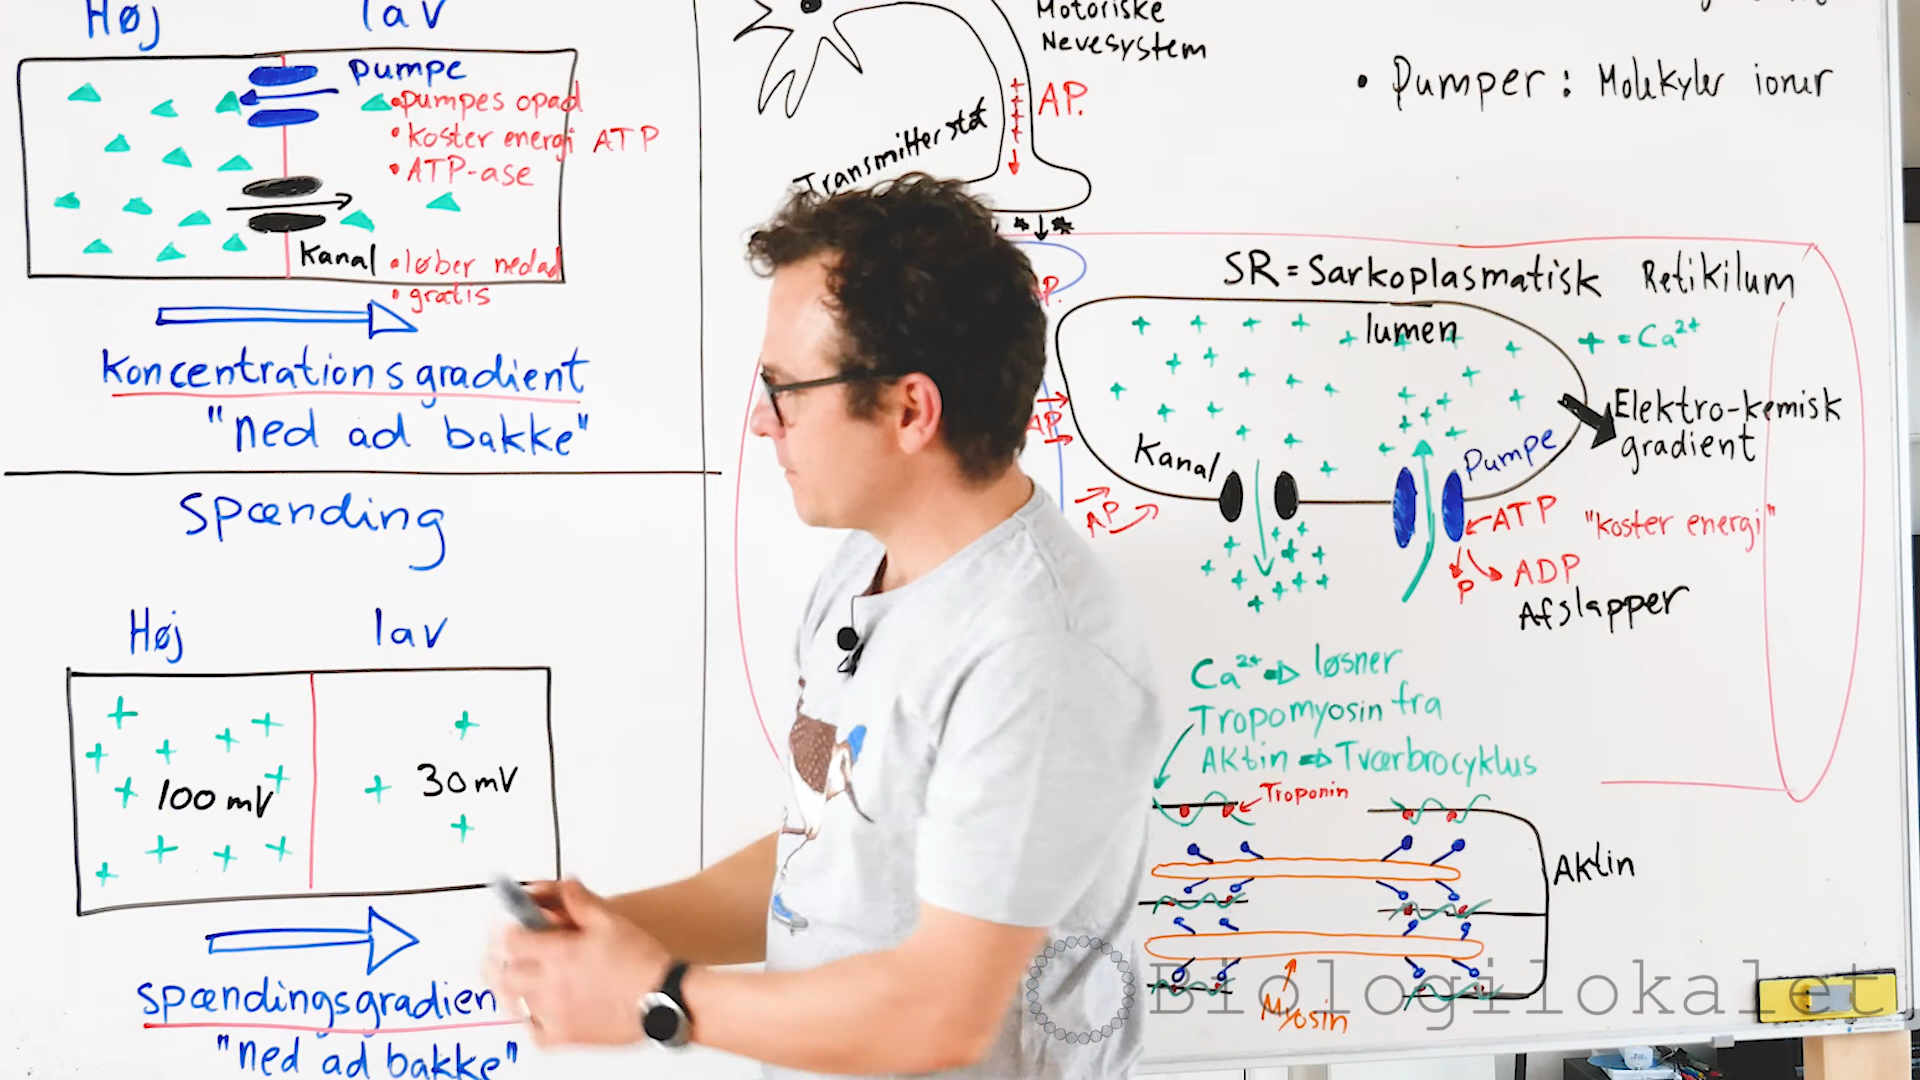 Høj lav
pumpe
• pumpes opad
• koster energi ATP
• ATP-ase
Kanal • løber nedad
• gratis
Koncentrationsgradient
"ned ad bakke"
Spænding
Høj lav
100 mV 30 mV
spændingsgradien
"ned ad bakke"
Motoriske
Nevesystem
AP.
Transmitterstof
• Pumper : Molekyler ioner
SR = Sarkoplasmatisk Retikilum
lumen
+ = Ca2+
Elektro-kemisk
gradient
Kanal
Pumpe
AP.
AP
AP
ATP "koster energi"
P ADP
Afslapper
Ca2+ ⇒ løsner
Tropomyosin fra
Aktin ⇒ Tværbrocyklus
Troponin
Aktin
Myosin
Biologilokalet